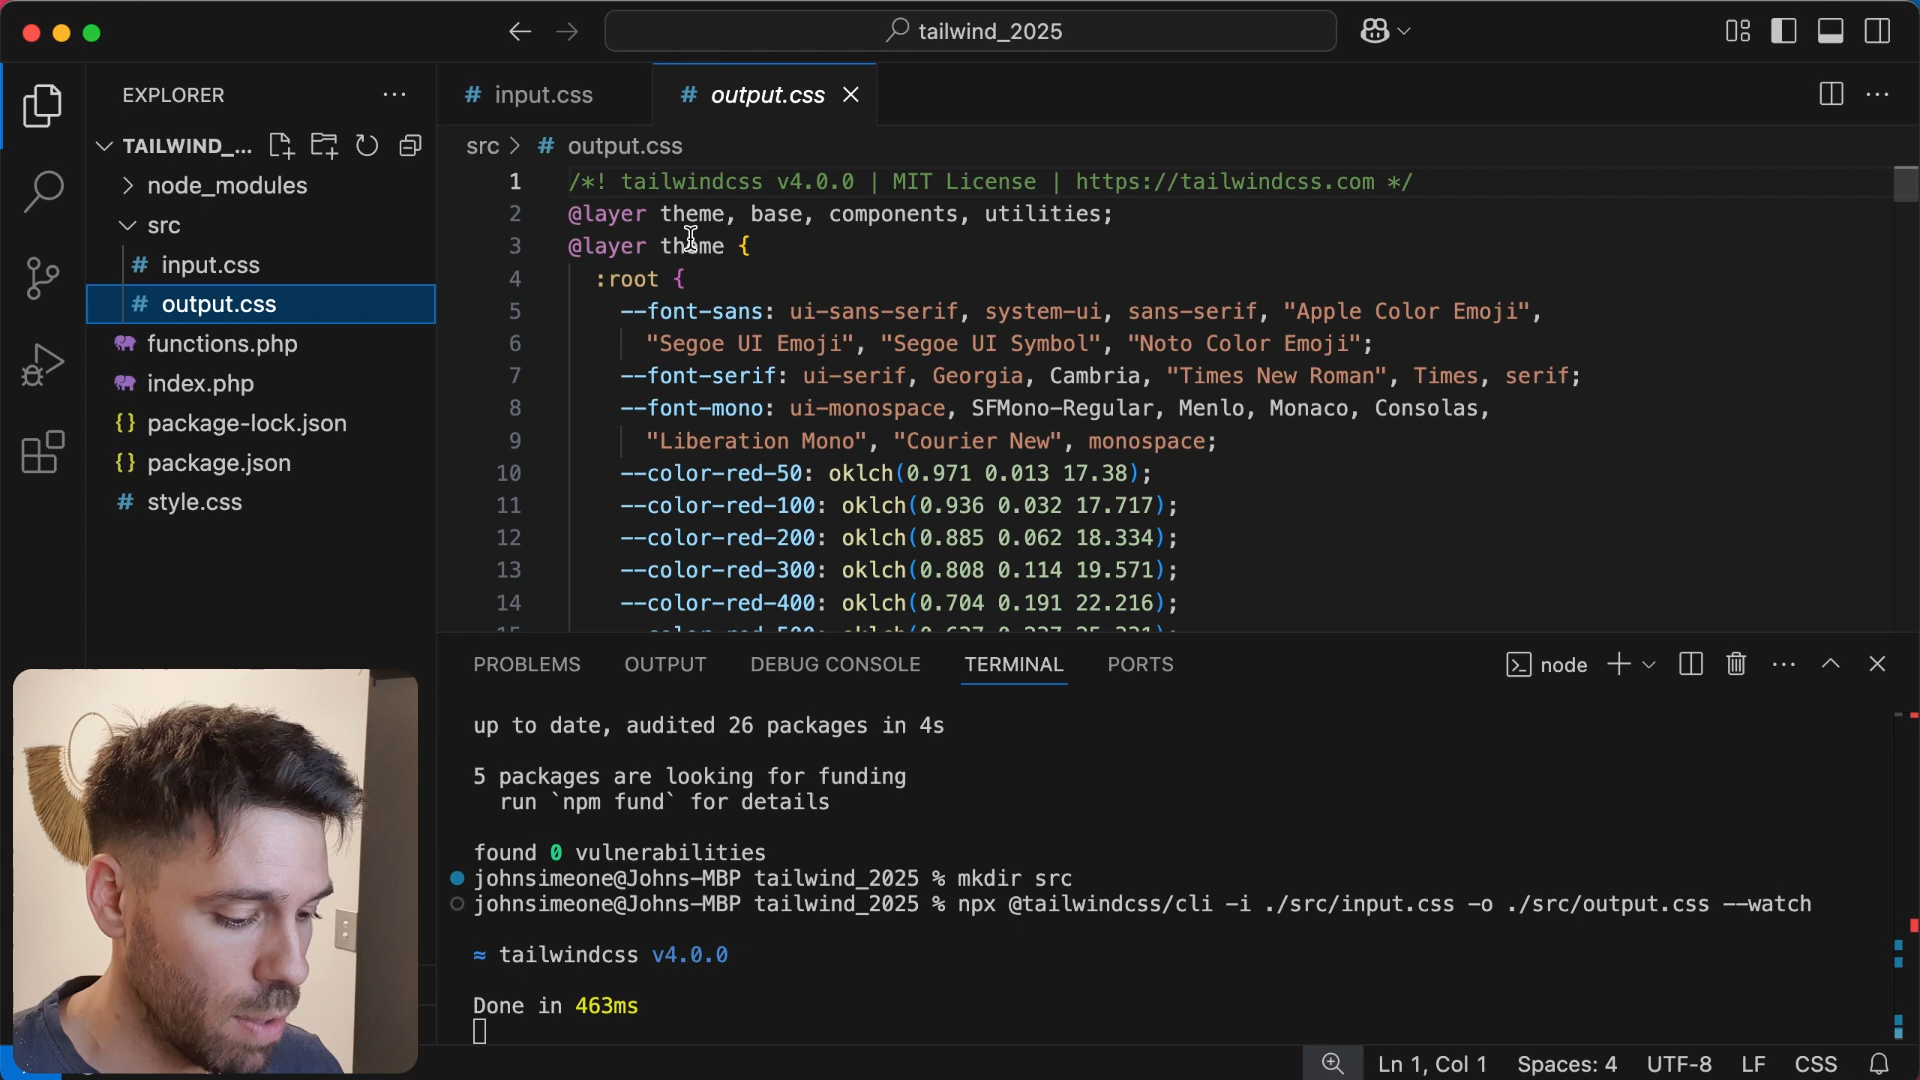 tailwind_2025
EXPLORER
TAILWIND_...
node_modules
src
input.css
output.css
functions.php
index.php
package-lock.json
package.json
style.css
# input.css
# output.css
src > # output.css
1 /*! tailwindcss v4.0.0 | MIT License | https://tailwindcss.com */
2 @layer theme, base, components, utilities;
3 @layer theme {
4 :root {
5 --font-sans: ui-sans-serif, system-ui, sans-serif, "Apple Color Emoji",
6 "Segoe UI Emoji", "Segoe UI Symbol", "Noto Color Emoji";
7 --font-serif: ui-serif, Georgia, Cambria, "Times New Roman", Times, serif;
8 --font-mono: ui-monospace, SFMono-Regular, Menlo, Monaco, Consolas,
9 "Liberation Mono", "Courier New", monospace;
10 --color-red-50: oklch(0.971 0.013 17.38);
11 --color-red-100: oklch(0.936 0.032 17.717);
12 --color-red-200: oklch(0.885 0.062 18.334);
13 --color-red-300: oklch(0.808 0.114 19.571);
14 --color-red-400: oklch(0.704 0.191 22.216);
PROBLEMS OUTPUT DEBUG CONSOLE TERMINAL PORTS
node
up to date, audited 26 packages in 4s
5 packages are looking for funding
run `npm fund` for details
found 0 vulnerabilities
johnsimeone@Johns-MBP tailwind_2025 % mkdir src
johnsimeone@Johns-MBP tailwind_2025 % npx @tailwindcss/cli -i ./src/input.css -o ./src/output.css --watch
≈ tailwindcss v4.0.0
Done in 463ms
Ln 1, Col 1 Spaces: 4 UTF-8 LF CSS